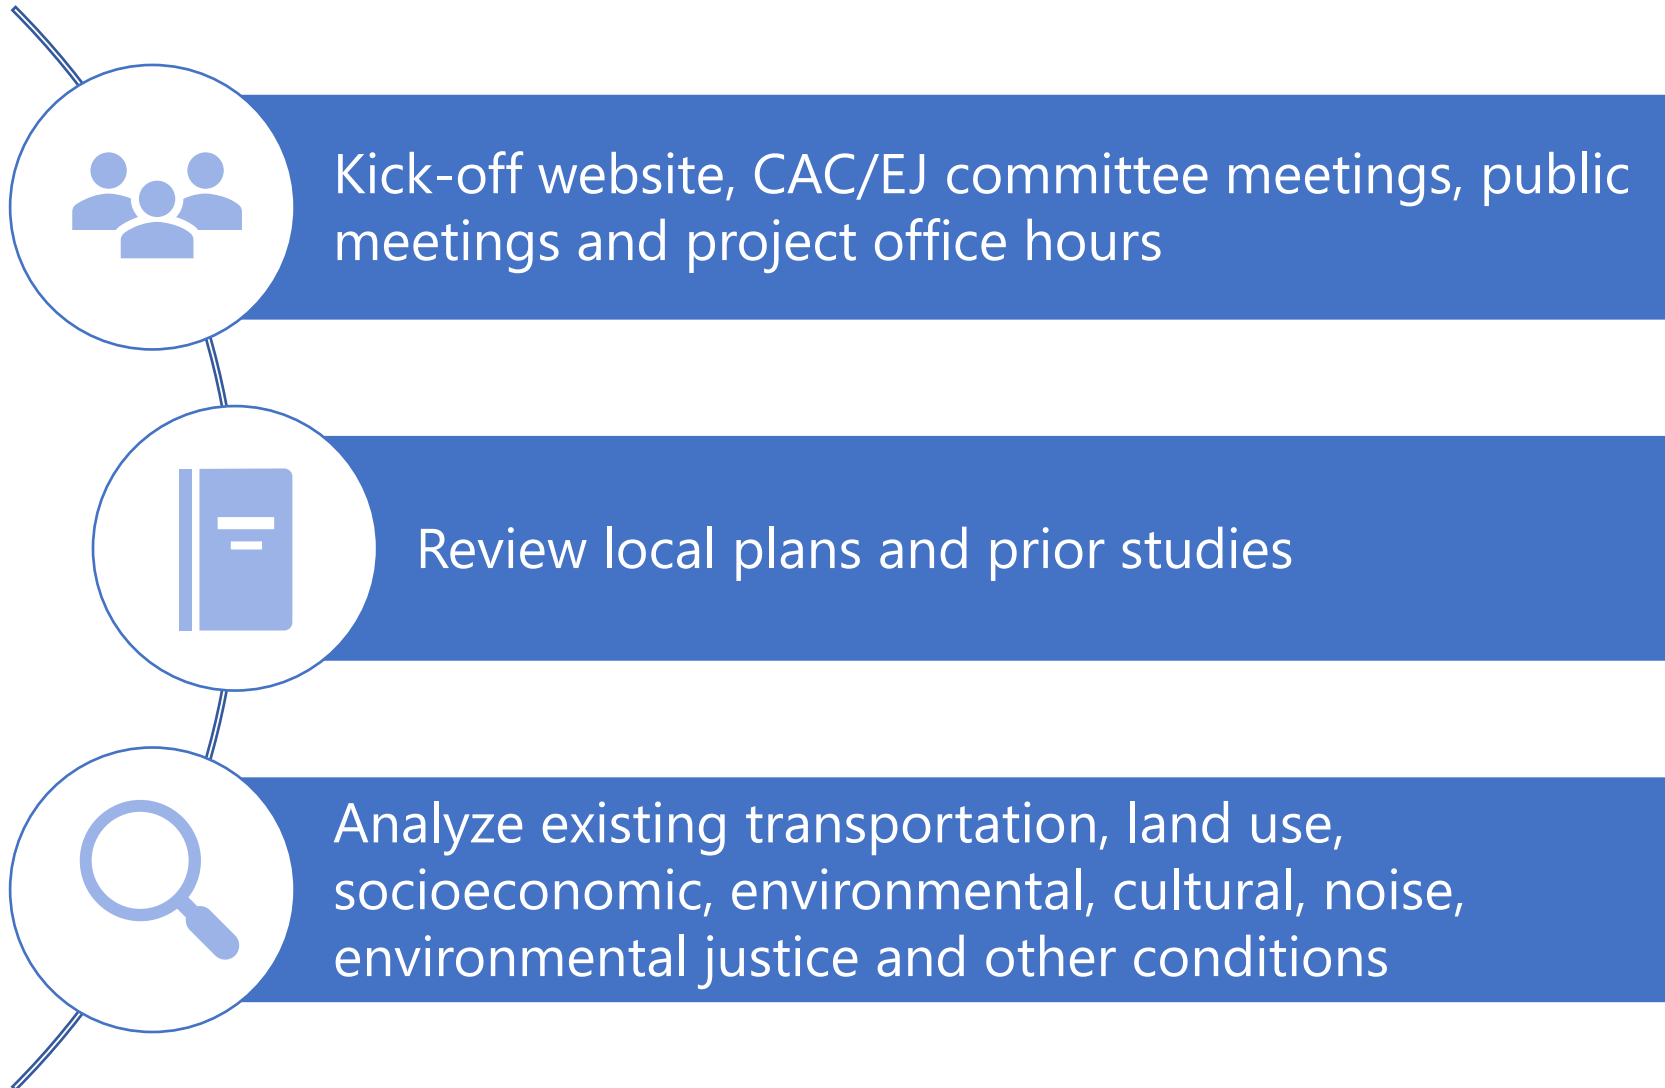 Kick-off website, CAC/EJ committee meetings, public
meetings and project office hours
Review local plans and prior studies
Analyze existing transportation, land use,
socioeconomic, environmental, cultural, noise,
environmental justice and other conditions